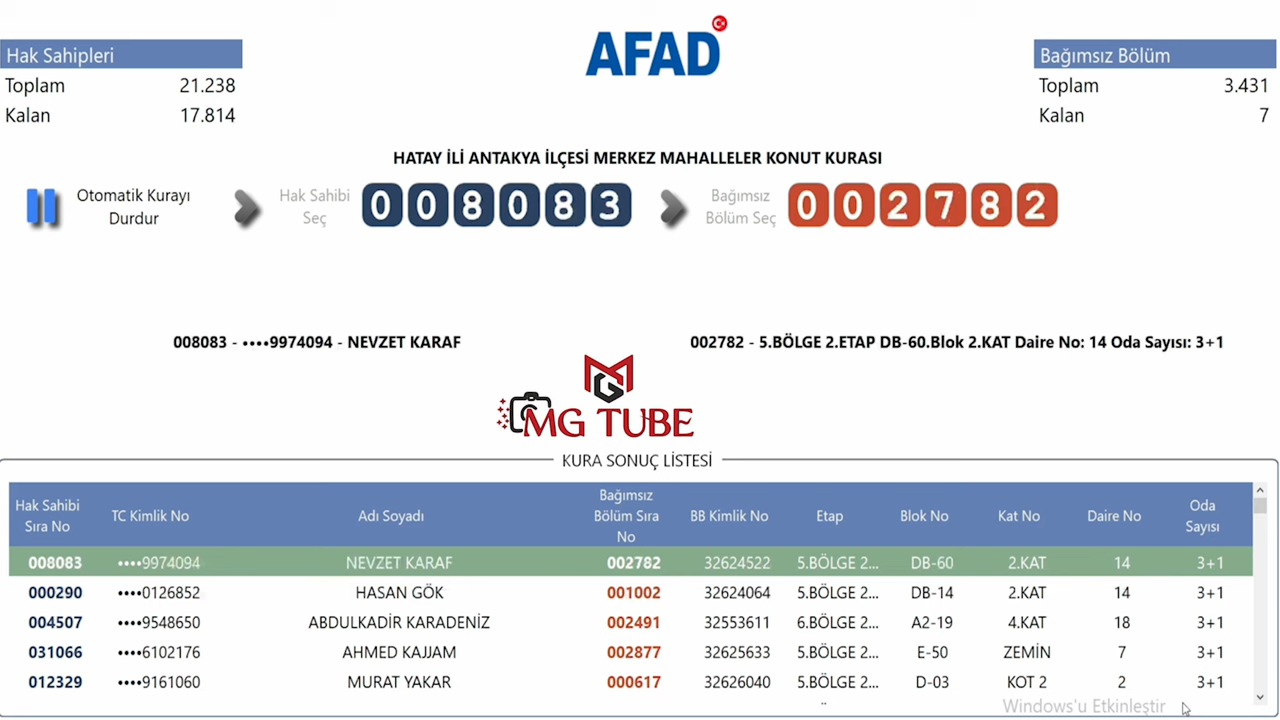 AFAD
Hak Sahipleri
Toplam 21.238
Kalan 17.814
Bağımsız Bölüm
Toplam 3.431
Kalan 7
HATAY İLİ ANTAKYA İLÇESİ MERKEZ MAHALLELER KONUT KURASI
Otomatik Kurayı
Durdur
Hak Sahibi
Seç
008083
Bağımsız
Bölüm Seç
002782
008083 - ••••9974094 - NEVZET KARAF
002782 - 5.BÖLGE 2.ETAP DB-60.Blok 2.KAT Daire No: 14 Oda Sayısı: 3+1
MG TUBE
KURA SONUÇ LİSTESİ
Hak Sahibi Sıra No TC Kimlik No Adı Soyadı Bağımsız Bölüm Sıra No BB Kimlik No Etap Blok No Kat No Daire No Oda Sayısı
008083 ••••9974094 NEVZET KARAF 002782 32624522 5.BÖLGE 2... DB-60 2.KAT 14 3+1
000290 ••••0126852 HASAN GÖK 001002 32624064 5.BÖLGE 2... DB-14 2.KAT 14 3+1
004507 ••••9548650 ABDULKADİR KARADENİZ 002491 32553611 6.BÖLGE 2... A2-19 4.KAT 18 3+1
031066 ••••6102176 AHMED KAJJAM 002877 32625633 5.BÖLGE 2... E-50 ZEMİN 7 3+1
012329 ••••9161060 MURAT YAKAR 000617 32626040 5.BÖLGE 2... D-03 KOT 2 2 3+1
Windows'u Etkinleştir